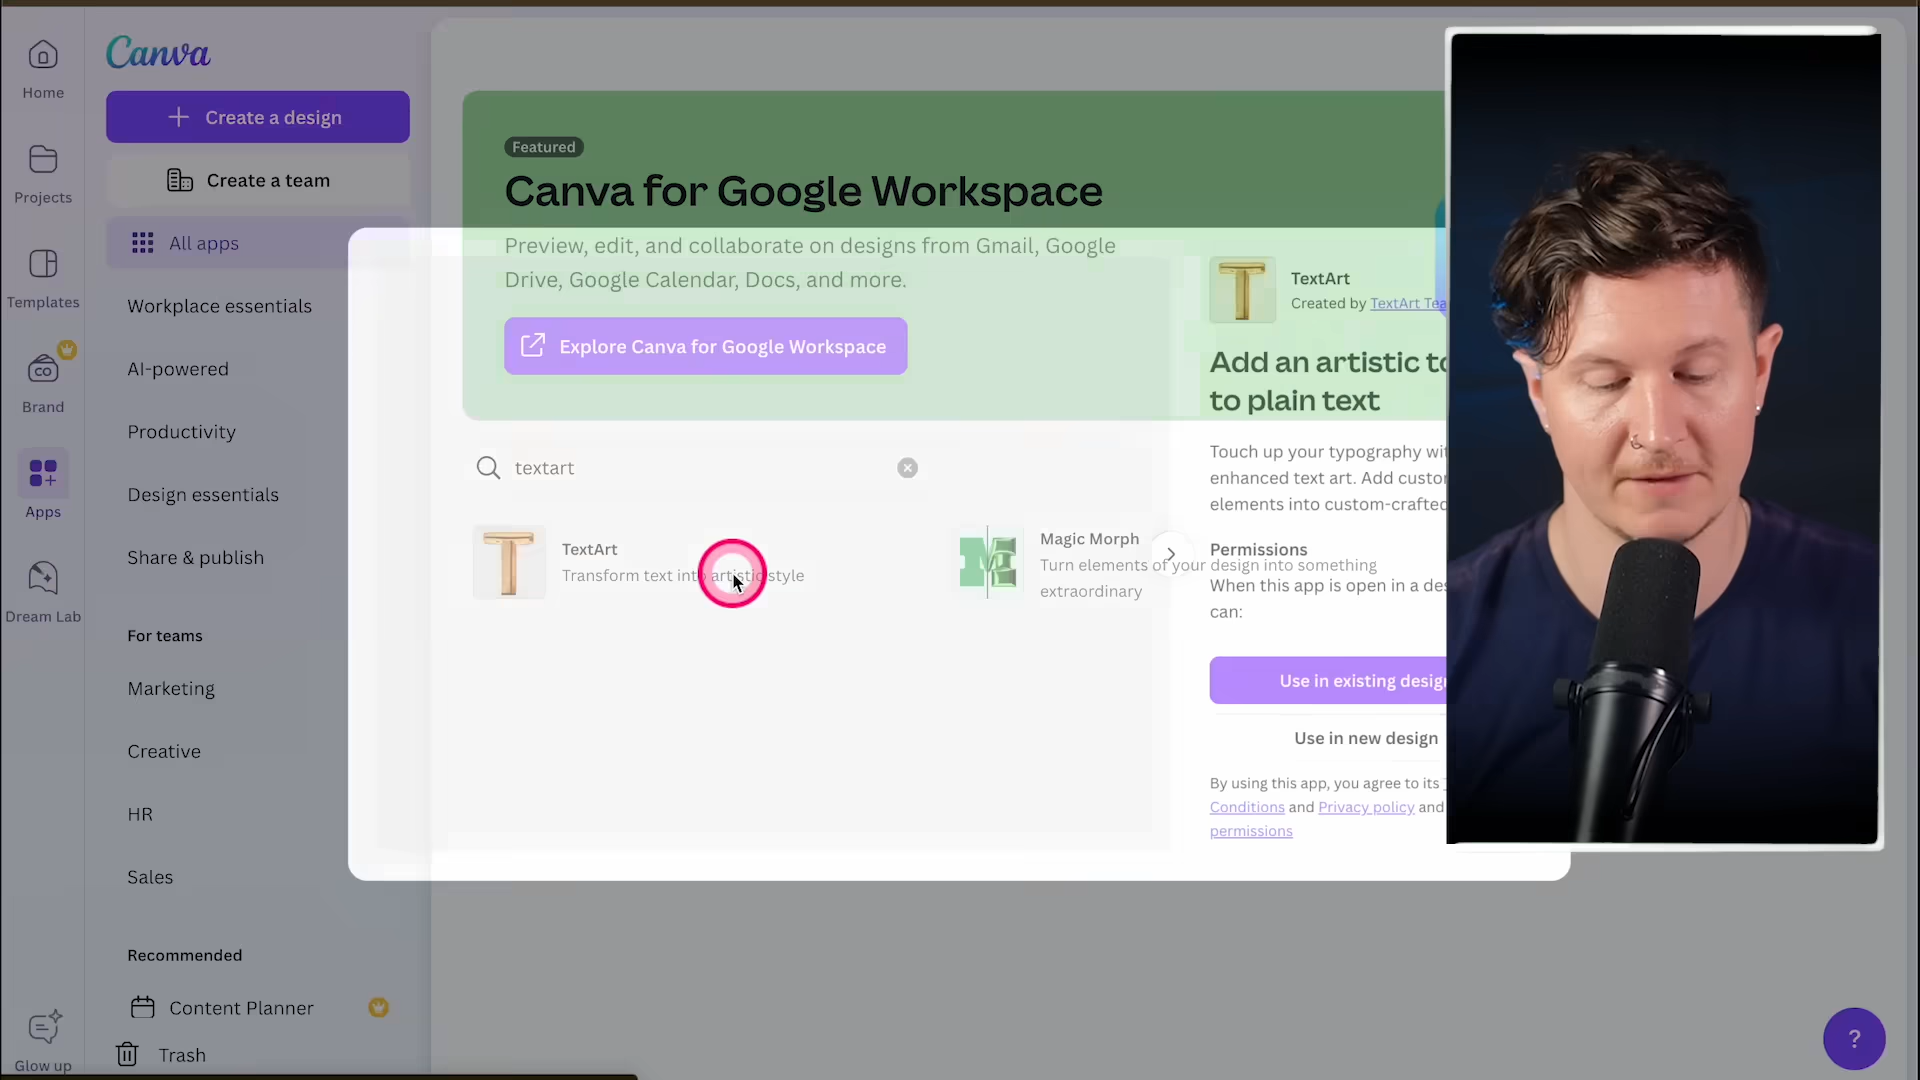 Canva
Home
Projects
Templates
Brand
Apps
Dream Lab
Glow up
Create a design
Create a team
All apps
Workplace essentials
AI-powered
Productivity
Design essentials
Share & publish
For teams
Marketing
Creative
HR
Sales
Recommended
Content Planner
Trash
Featured
Canva for Google Workspace
Preview, edit, and collaborate on designs from Gmail, Google
Drive, Google Calendar, Docs, and more.
Explore Canva for Google Workspace
textart
TextArt
Transform text into artistic style
Magic Morph
Turn elements of your design into something
extraordinary
TextArt
Created by TextArt
Add an artistic
to plain text
Touch up your typography
enhanced text art. Add
elements into custom-crafted
Permissions
When this app is open in a
can:
Use in existing design
Use in new design
By using this app, you agree to its
Conditions and Privacy policy and
permissions
?